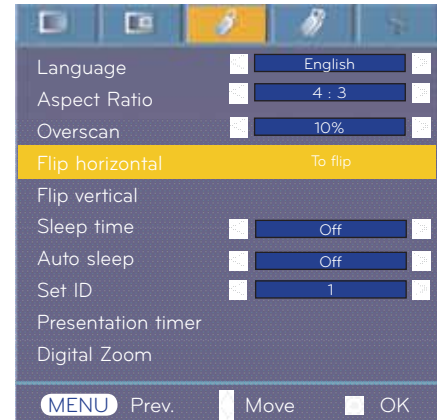 Language English
Aspect Ratio 4 : 3
Overscan 10%
Flip horizontal To flip
Flip vertical
Sleep time Off
Auto sleep Off
Set ID 1
Presentation timer
Digital Zoom
MENU Prev. Move OK